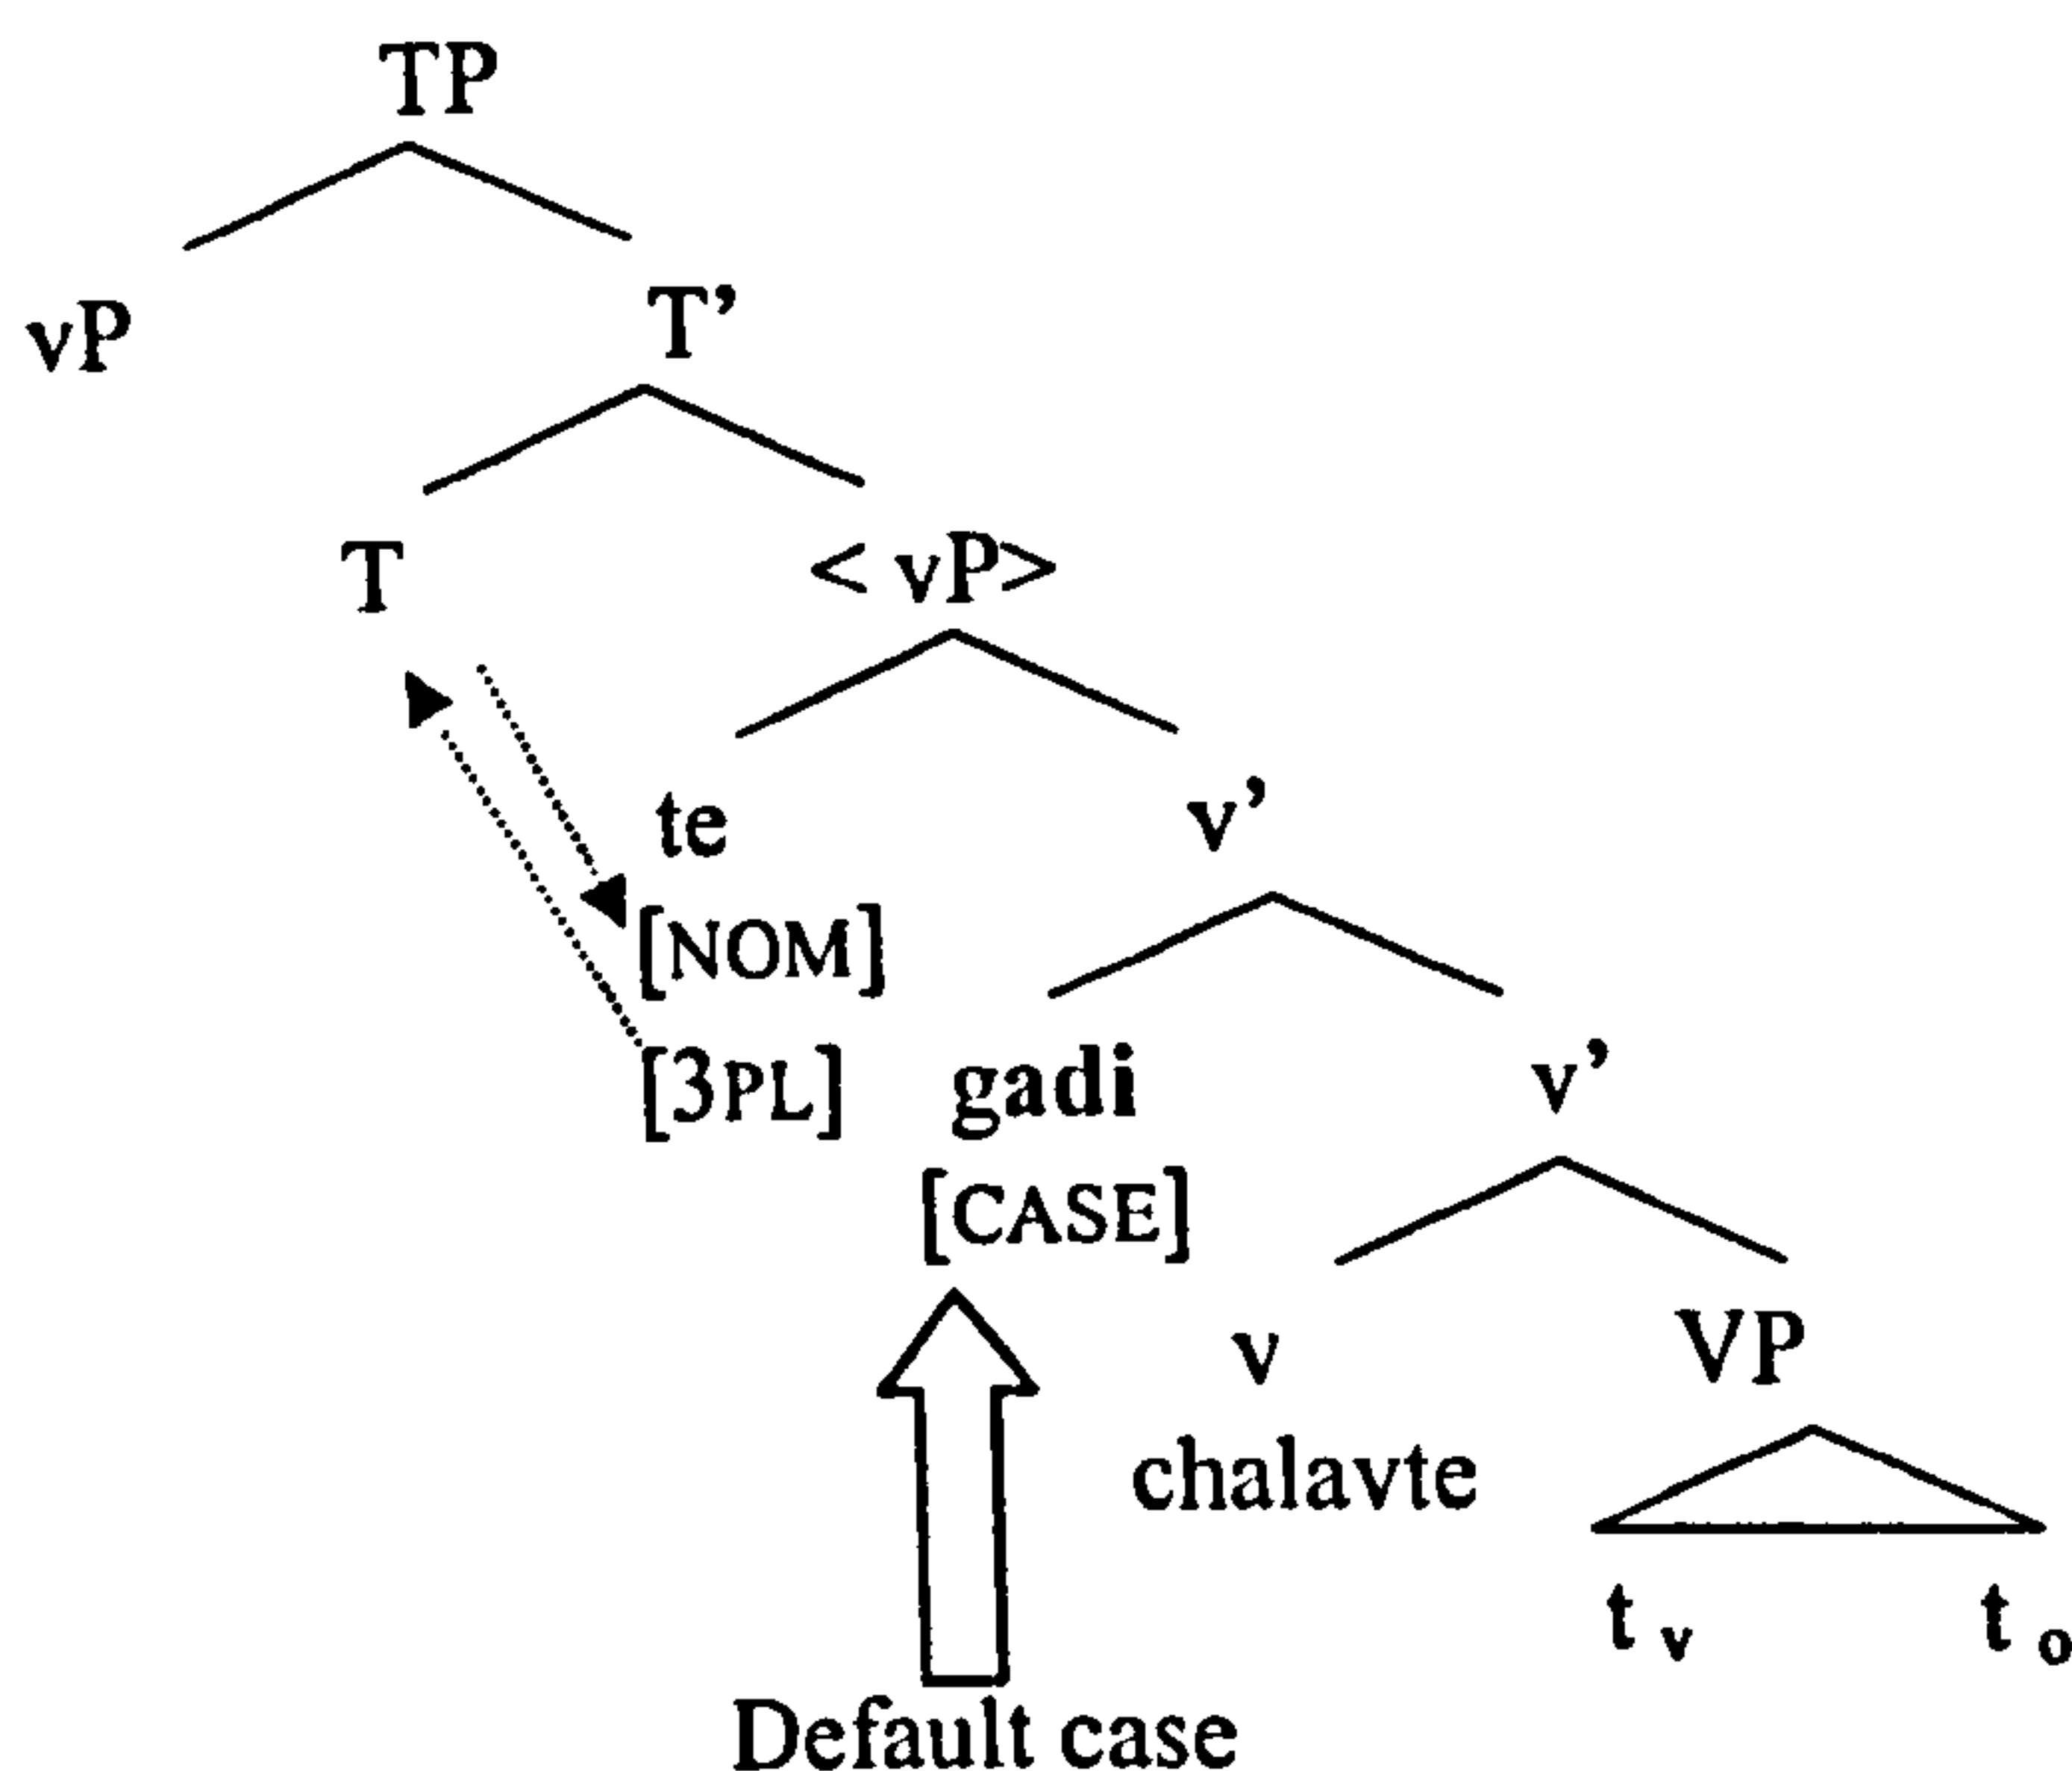 TP
vP T’
T < vP>
te v’
[NOM]
[3PL] gadi v’
[CASE]
v VP
chalavte
t v t o
Default case